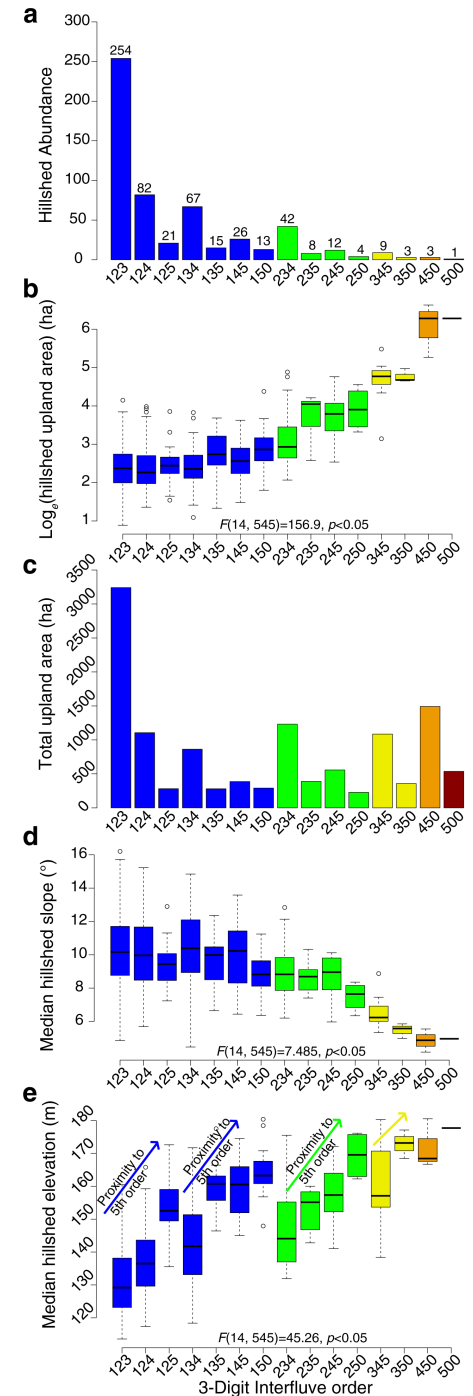 a
Hillshed Abundance
300
250
200
150
100
50
0
254 82 21 67 15 26 13 42 8 12 4 9 3 3 1
123 124 125 134 135 145 150 234 235 245 250 345 350 450 500
b
Loge(hillshed upland area) (ha)
6
5
4
3
2
1
F(14, 545)=156.9, p<0.05
123 124 125 134 135 145 150 234 235 245 250 345 350 450 500
c
Total upland area (ha)
3500
3000
2500
2000
1500
1000
500
0
123 124 125 134 135 145 150 234 235 245 250 345 350 450 500
d
Median hillshed slope (°)
16
14
12
10
8
6
F(14, 545)=7.485, p<0.05
123 124 125 134 135 145 150 234 235 245 250 345 350 450 500
e
Median hillshed elevation (m)
180
170
160
150
140
130
120
Proximity to
5th order
Proximity to
5th order
Proximity to
5th order
F(14, 545)=45.26, p<0.05
123 124 125 134 135 145 150 234 235 245 250 345 350 450 500
3-Digit Interfluve order